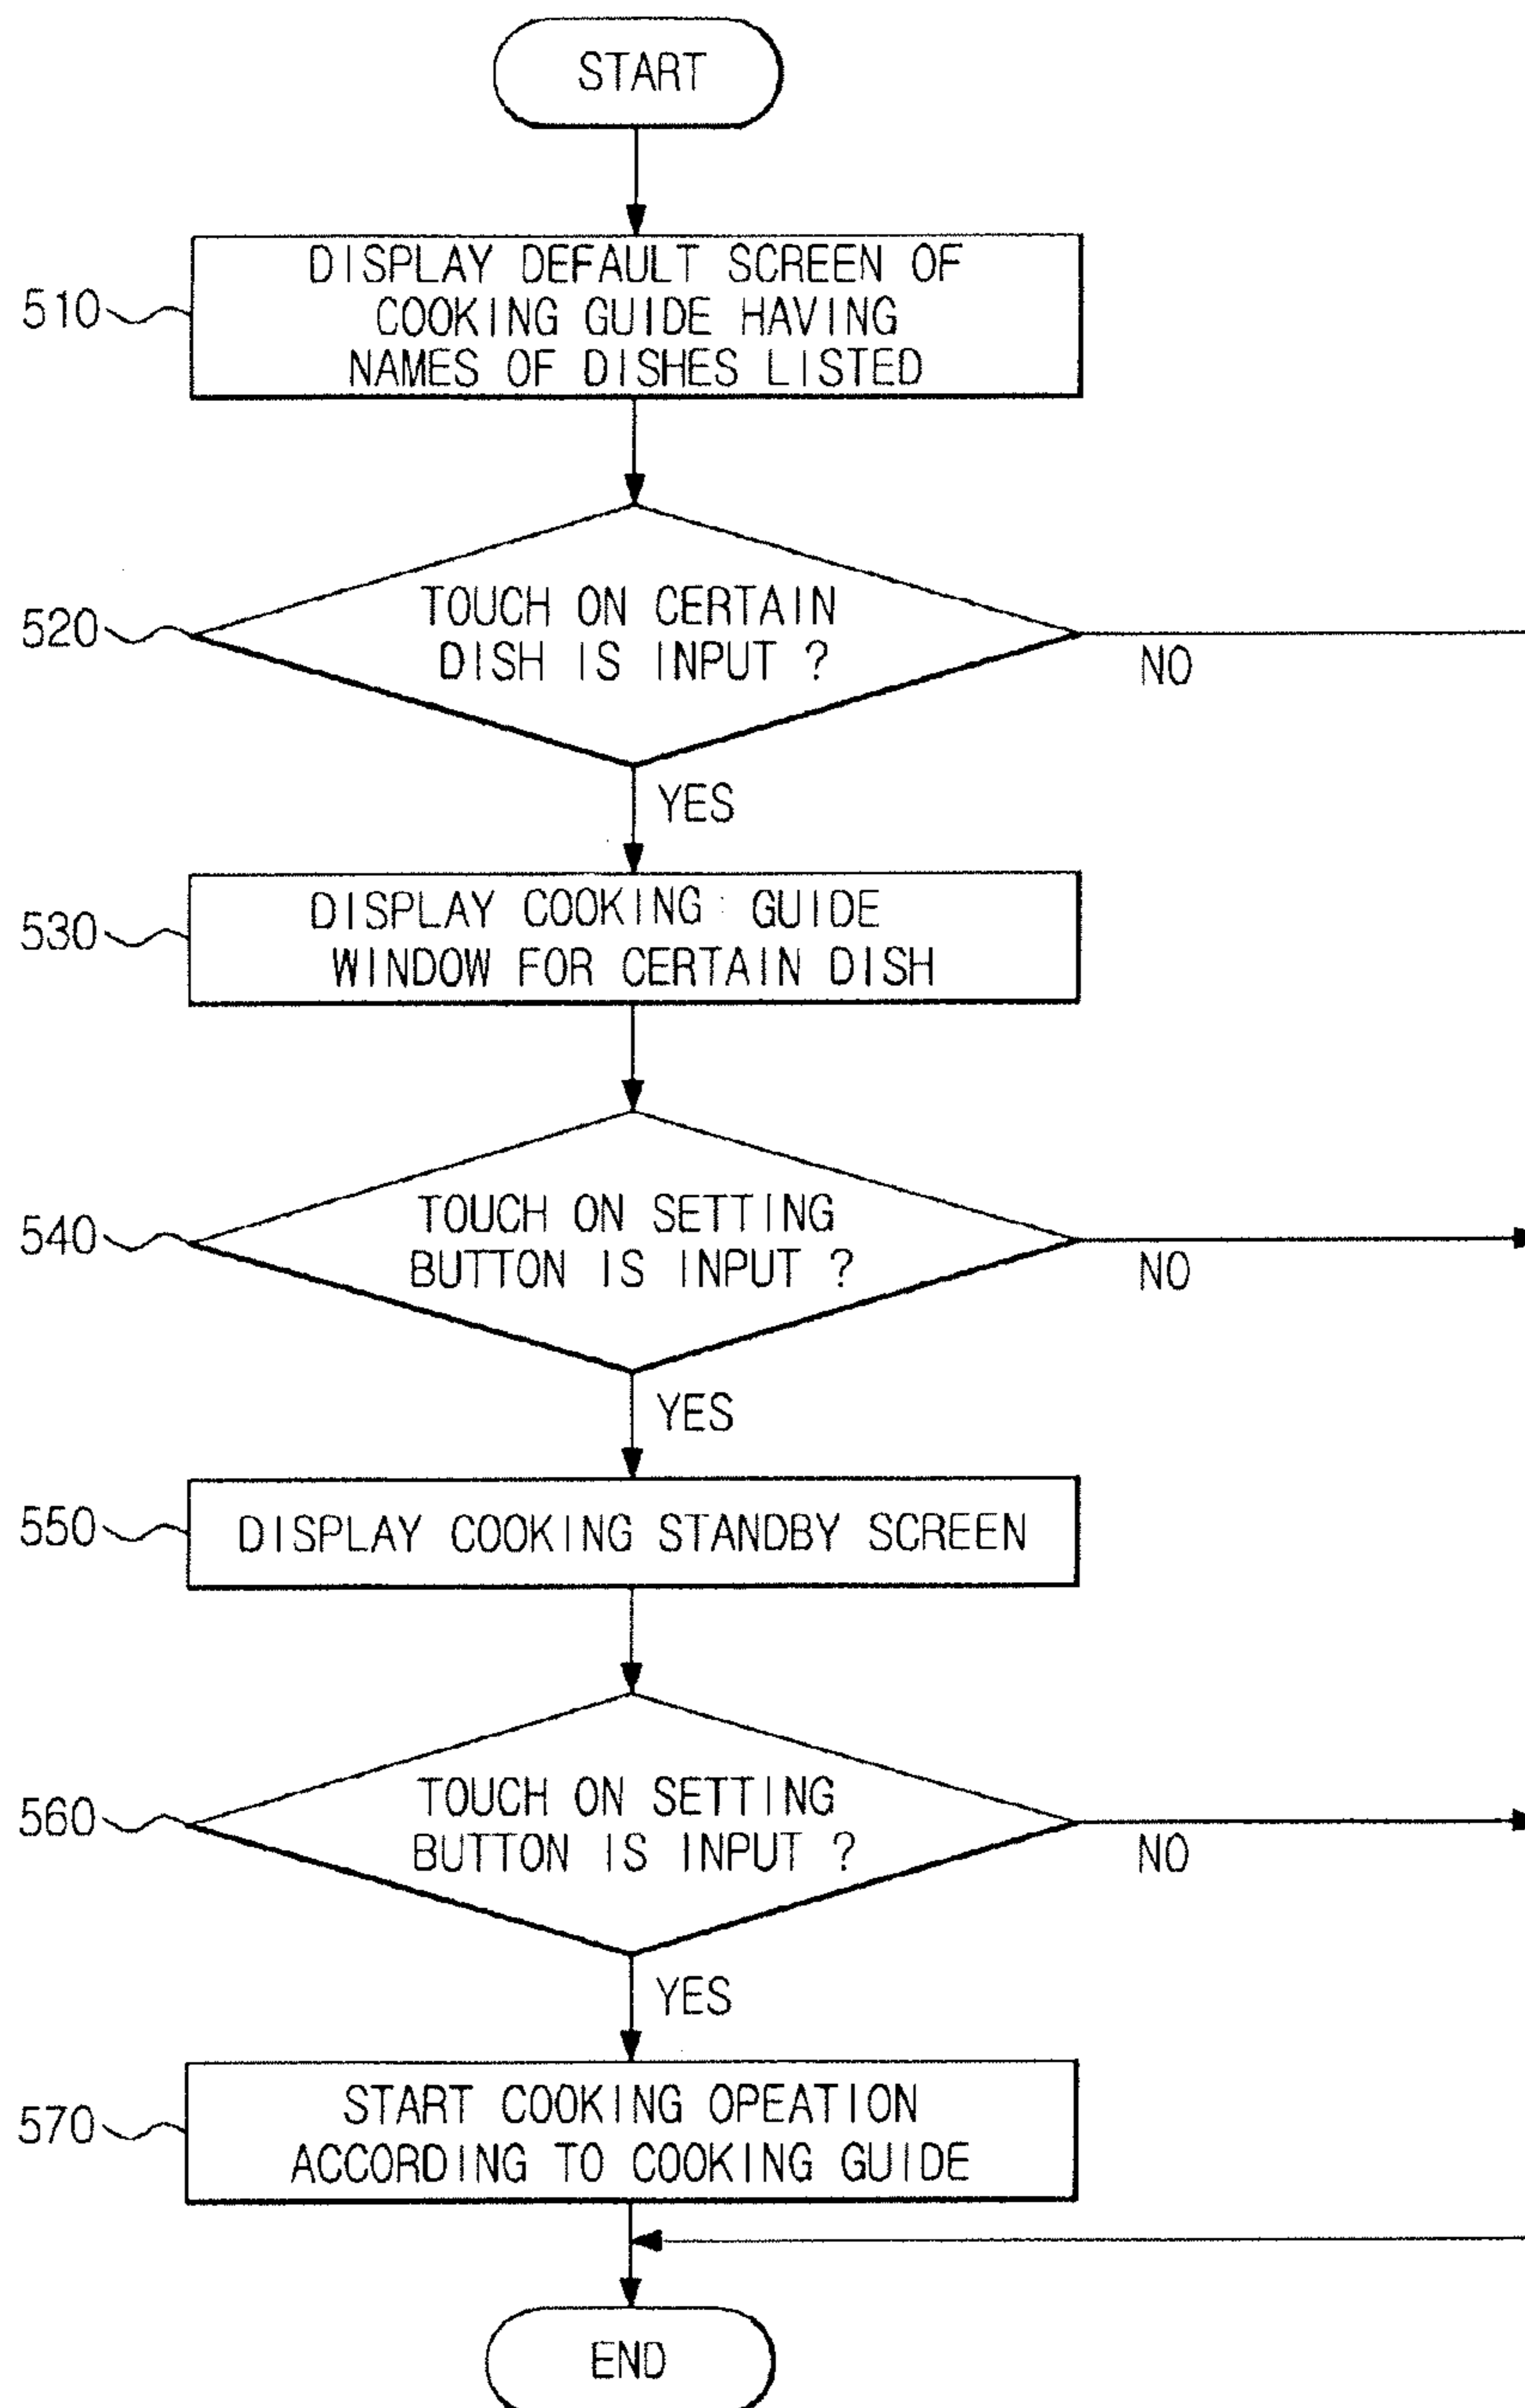 START
510
DISPLAY DEFAULT SCREEN OF
COOKING GUIDE HAVING
NAMES OF DISHES LISTED
520
TOUCH ON CERTAIN
DISH IS INPUT ?
NO
YES
530
DISPLAY COOKING GUIDE
WINDOW FOR CERTAIN DISH
540
TOUCH ON SETTING
BUTTON IS INPUT ?
NO
YES
550
DISPLAY COOKING STANDBY SCREEN
560
TOUCH ON SETTING
BUTTON IS INPUT ?
NO
YES
570
START COOKING OPEATION
ACCORDING TO COOKING GUIDE
END